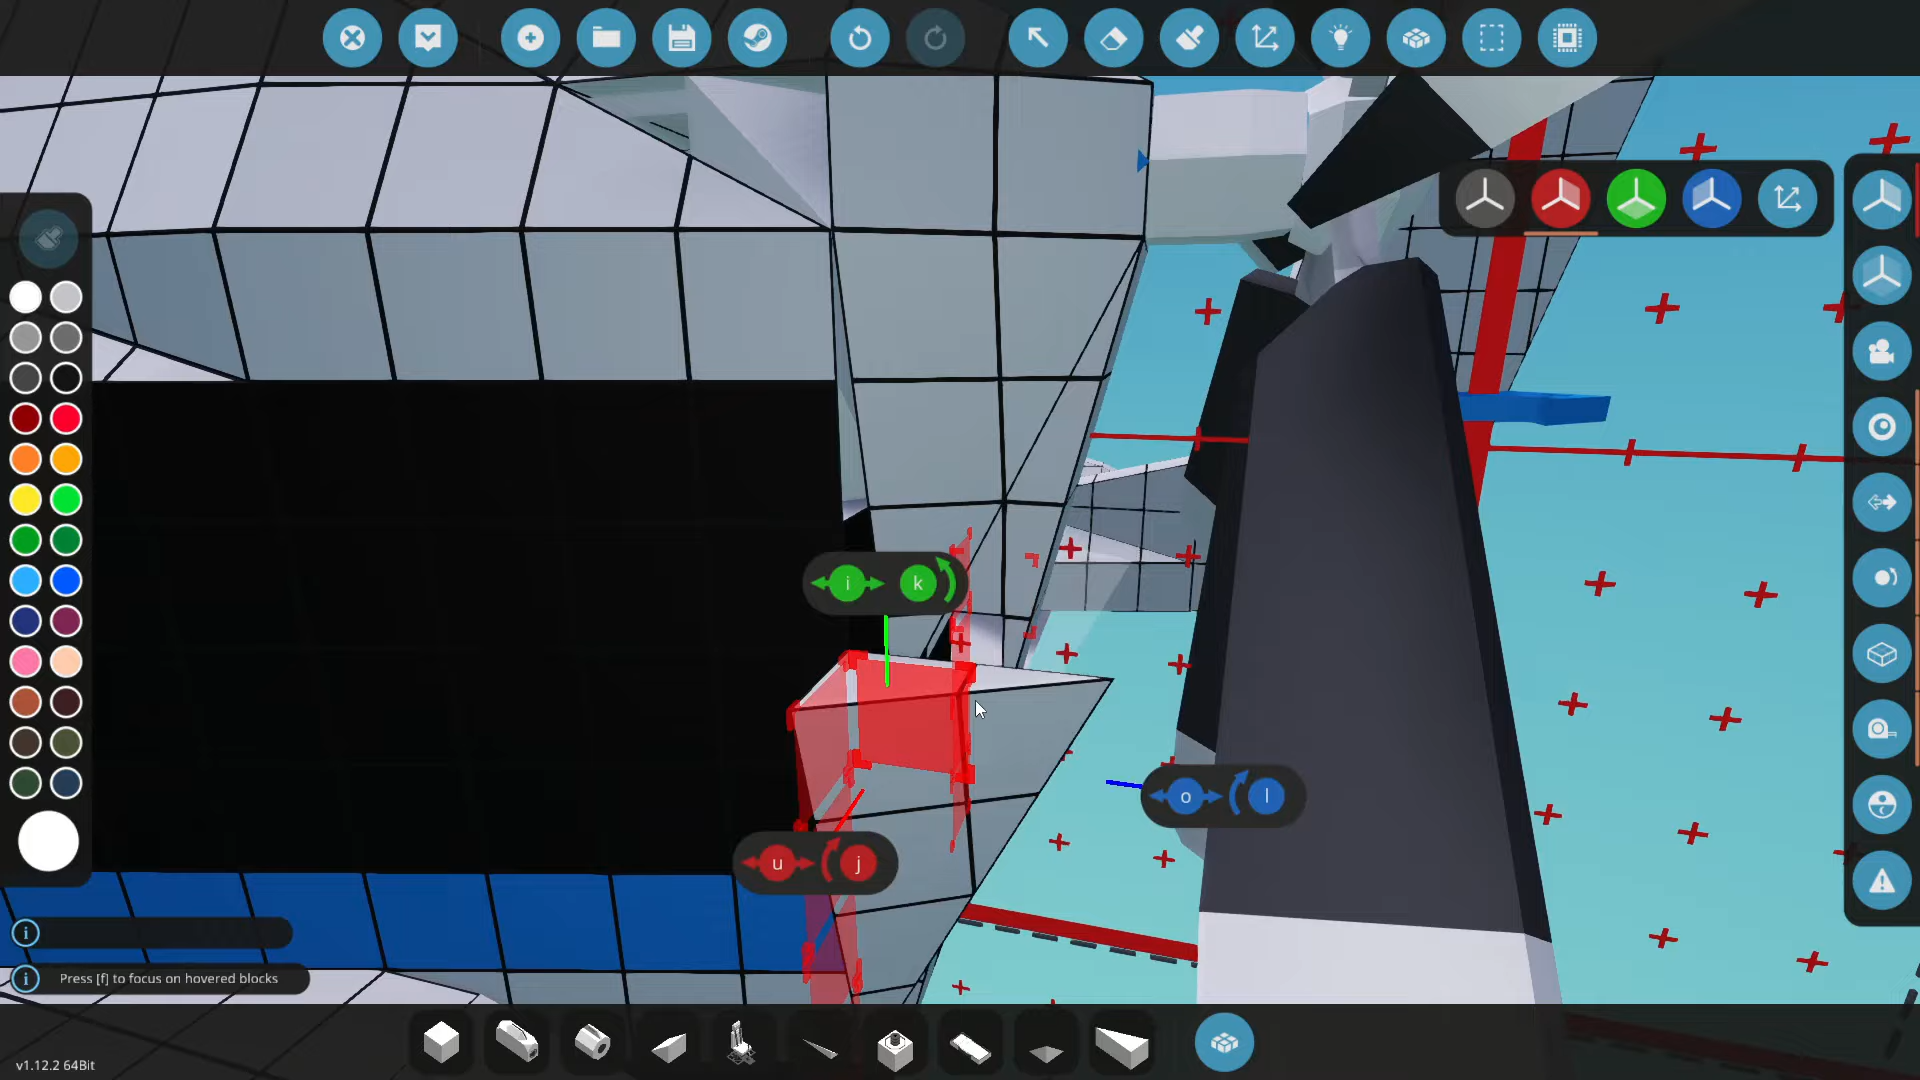 i k
o l
u j
Press [f] to focus on hovered blocks
v1.12.2 64Bit